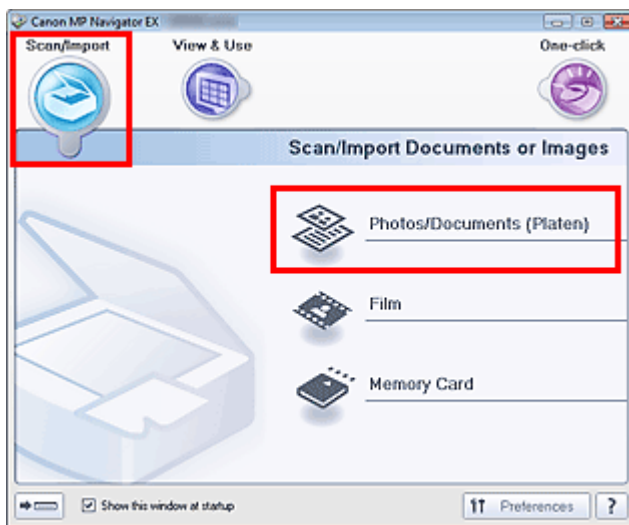 Canon MP Navigator EX
Scan/Import
View & Use
One-click
Scan/Import Documents or Images
Photos/Documents (Platen)
Film
Memory Card
Show this window at startup
Preferences
?